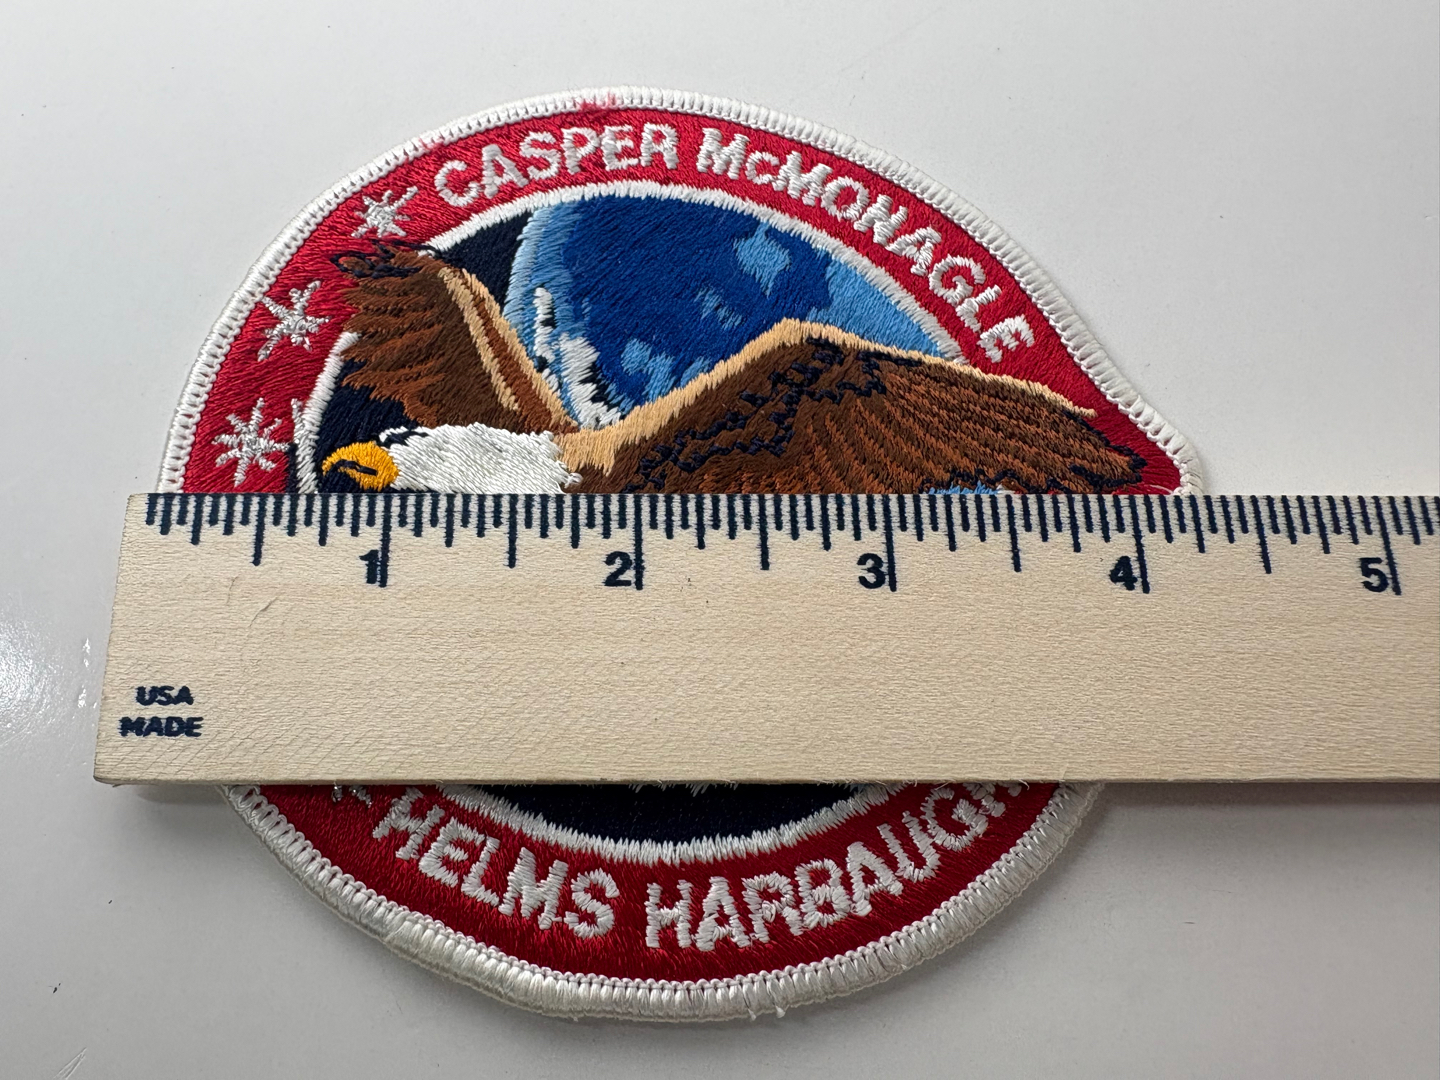 CASPER McMONAGLE
1 2 3 4 5
USA
MADE
HELMS HARBAUGH